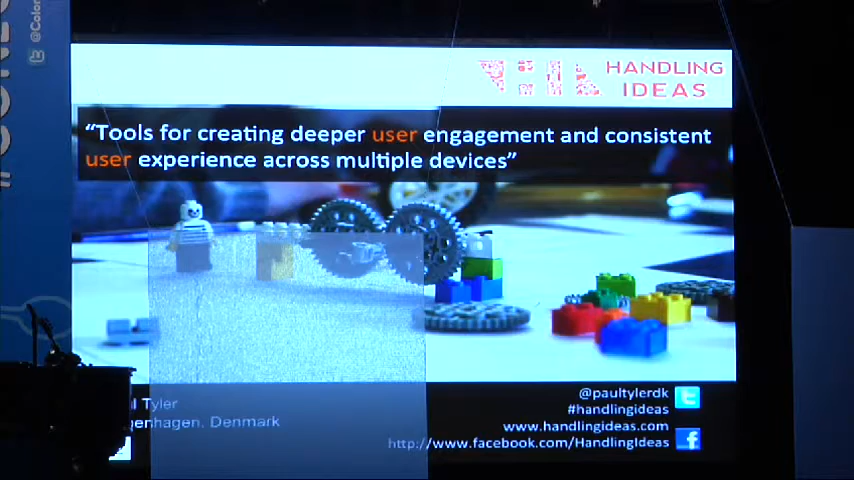 HANDLING
IDEAS
“Tools for creating deeper user engagement and consistent
user experience across multiple devices”
Tyler
Denmark
@paultylerdk
#handlingideas
www.handlingideas.com
http://www.facebook.com/HandlingIdeas